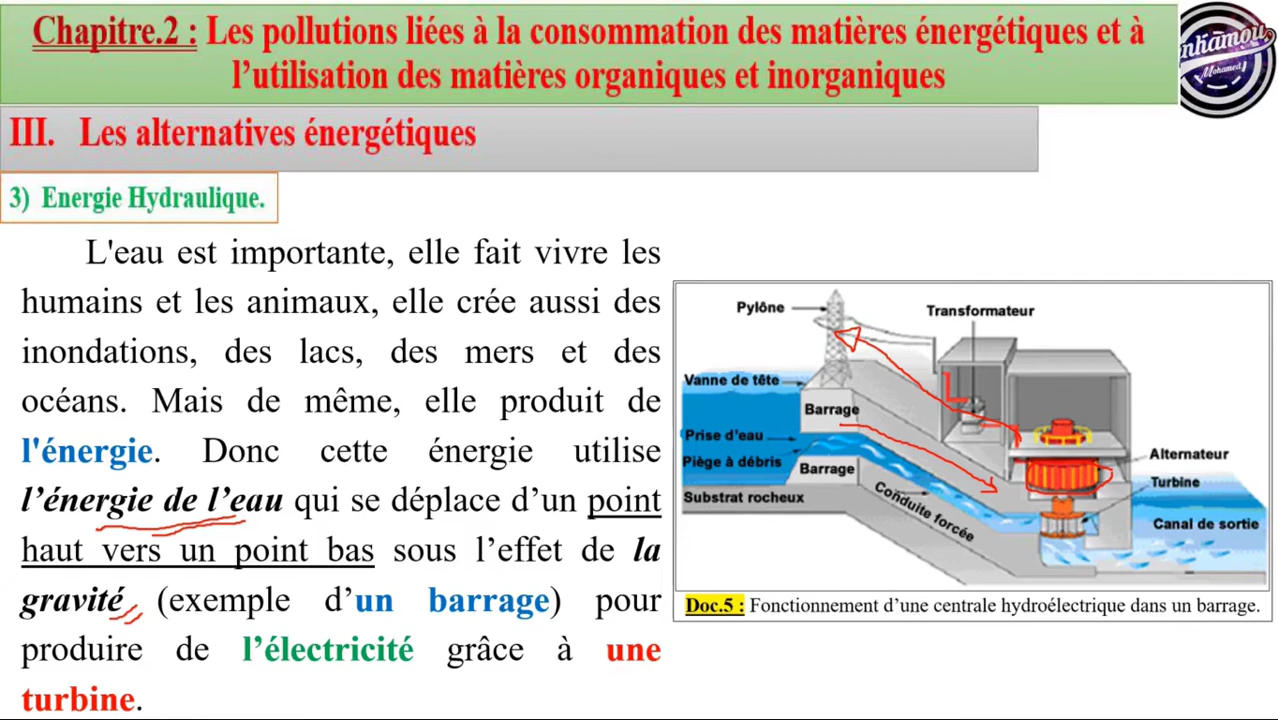 Chapitre.2 : Les pollutions liées à la consommation des matières énergétiques et à
l'utilisation des matières organiques et inorganiques
Mohamed
III. Les alternatives énergétiques
3) Energie Hydraulique.
L'eau est importante, elle fait vivre les
humains et les animaux, elle crée aussi des
inondations, des lacs, des mers et des
océans. Mais de même, elle produit de
l'énergie. Donc cette énergie utilise
l’énergie de l’eau qui se déplace d’un point
haut vers un point bas sous l’effet de la
gravité (exemple d’un barrage) pour
produire de l’électricité grâce à une
turbine.
Pylône
Transformateur
Vanne de tête
Barrage
Prise d'eau
Piège à débris
Barrage
Substrat rocheux
Conduite forcée
Alternateur
Turbine
Canal de sortie
Doc.5 : Fonctionnement d’une centrale hydroélectrique dans un barrage.